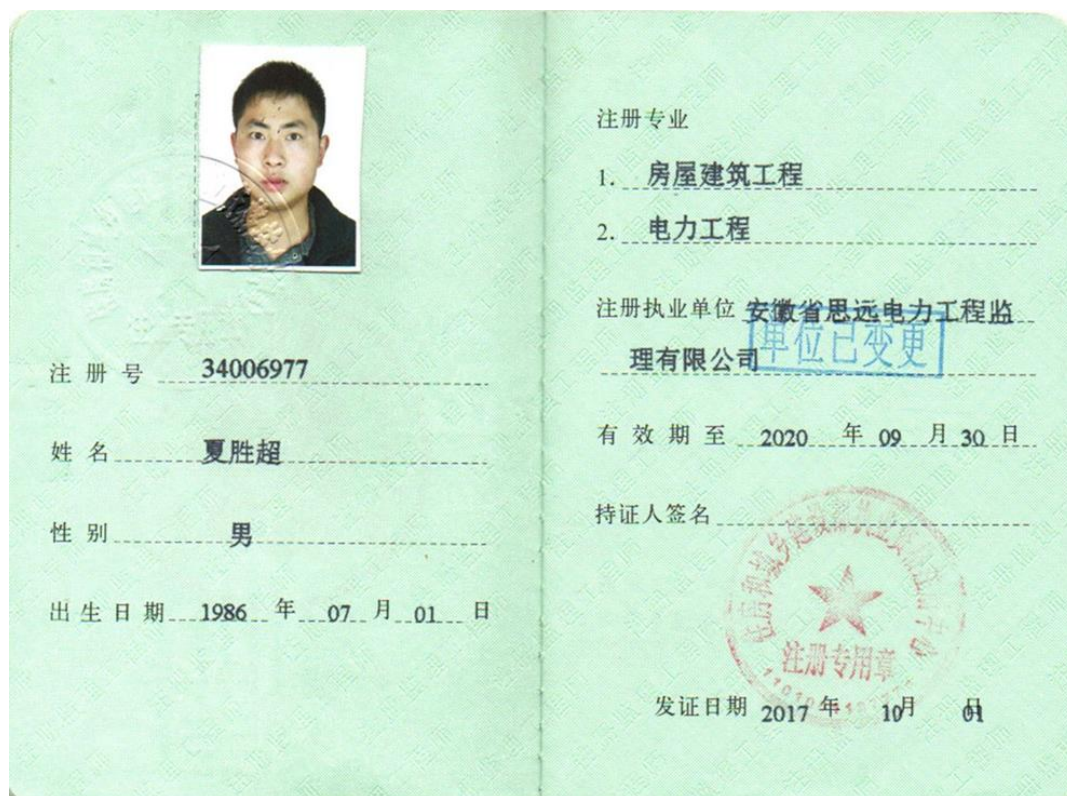 注册号 34006977
姓名 夏胜超
性别 男
出生日期 1986 年 07 月 01 日
注册专业
1. 房屋建筑工程
2. 电力工程
注册执业单位 安徽省思远电力工程监
理有限公司
单位已变更
有效期至 2020 年 09 月 30 日
持证人签名
注册专用章
发证日期 2017 年 10月 01日